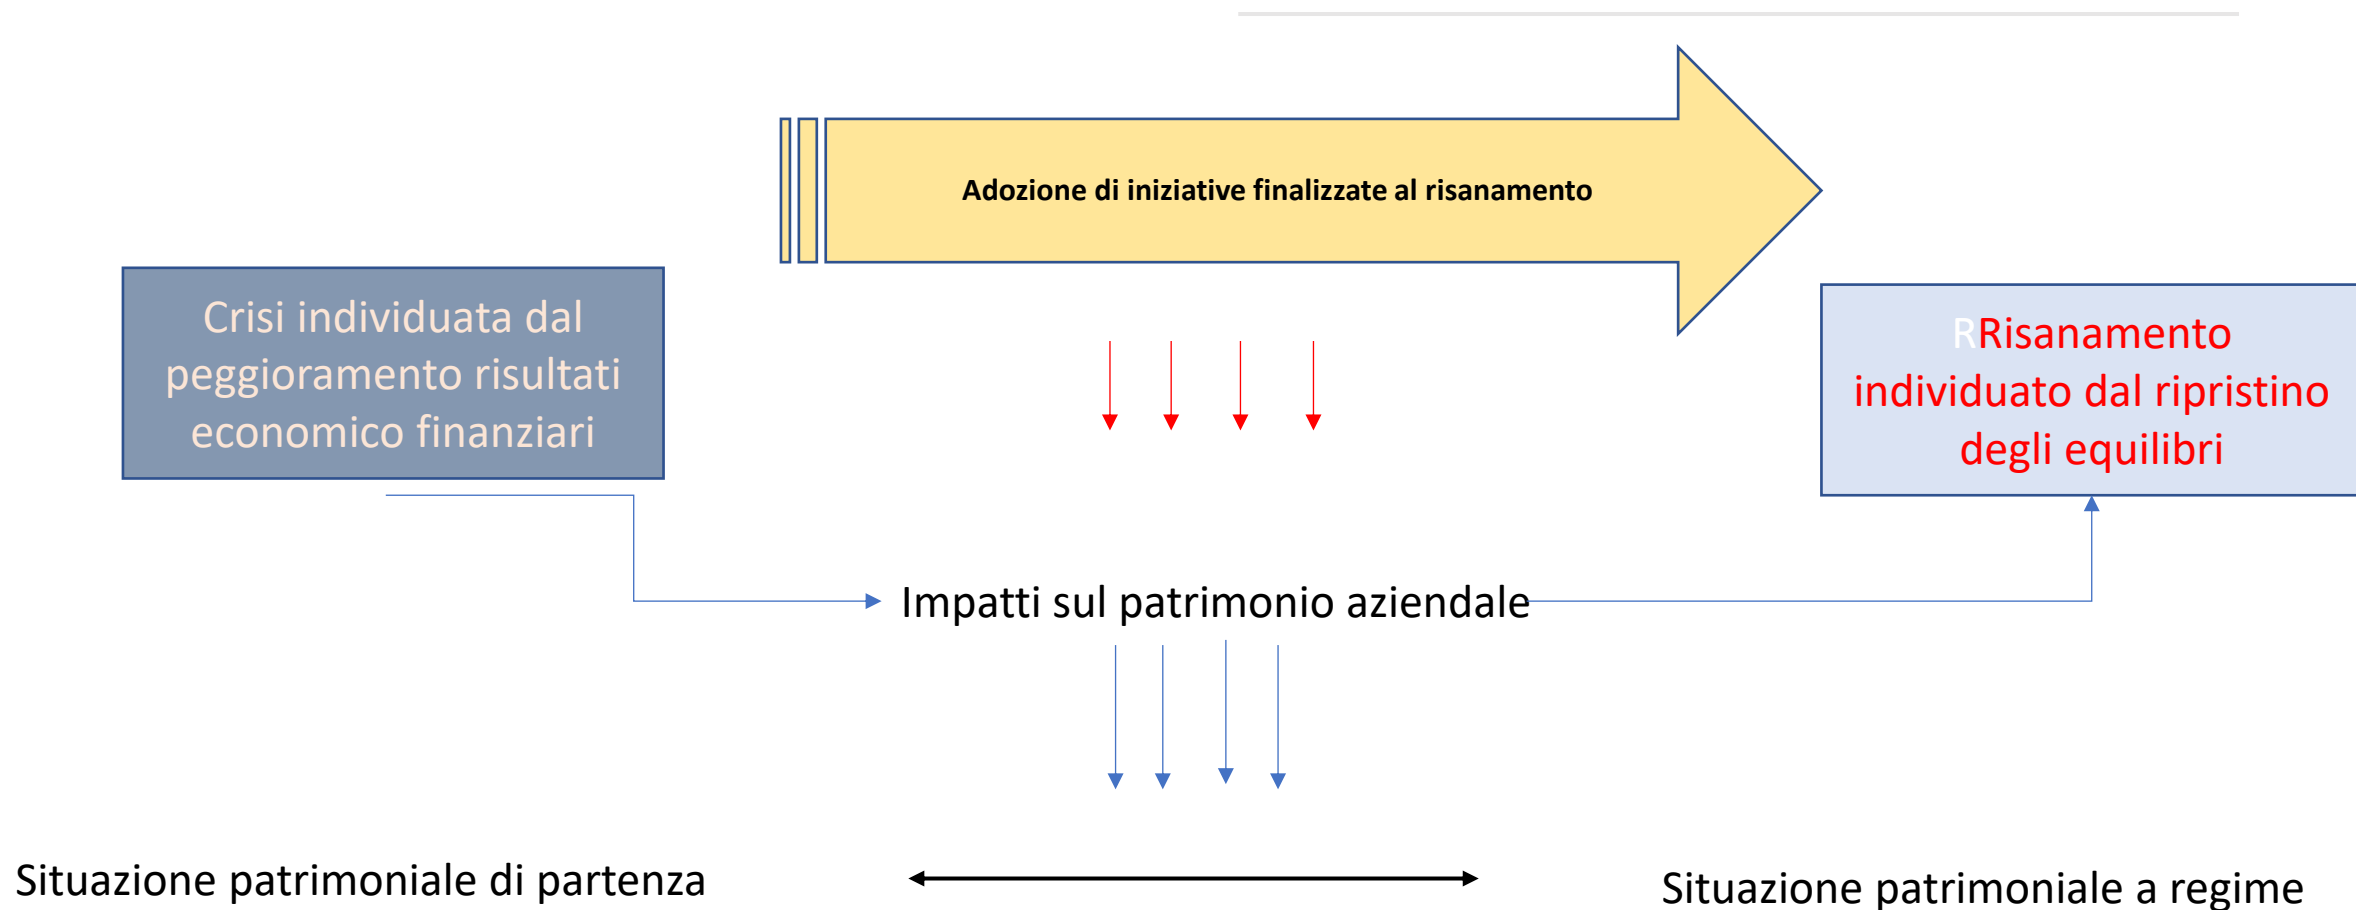 Adozione di iniziative finalizzate al risanamento
Crisi individuata dal
peggioramento risultati
economico finanziari
RRisanamento
individuato dal ripristino
degli equilibri
Impatti sul patrimonio aziendale
Situazione patrimoniale di partenza
Situazione patrimoniale a regime